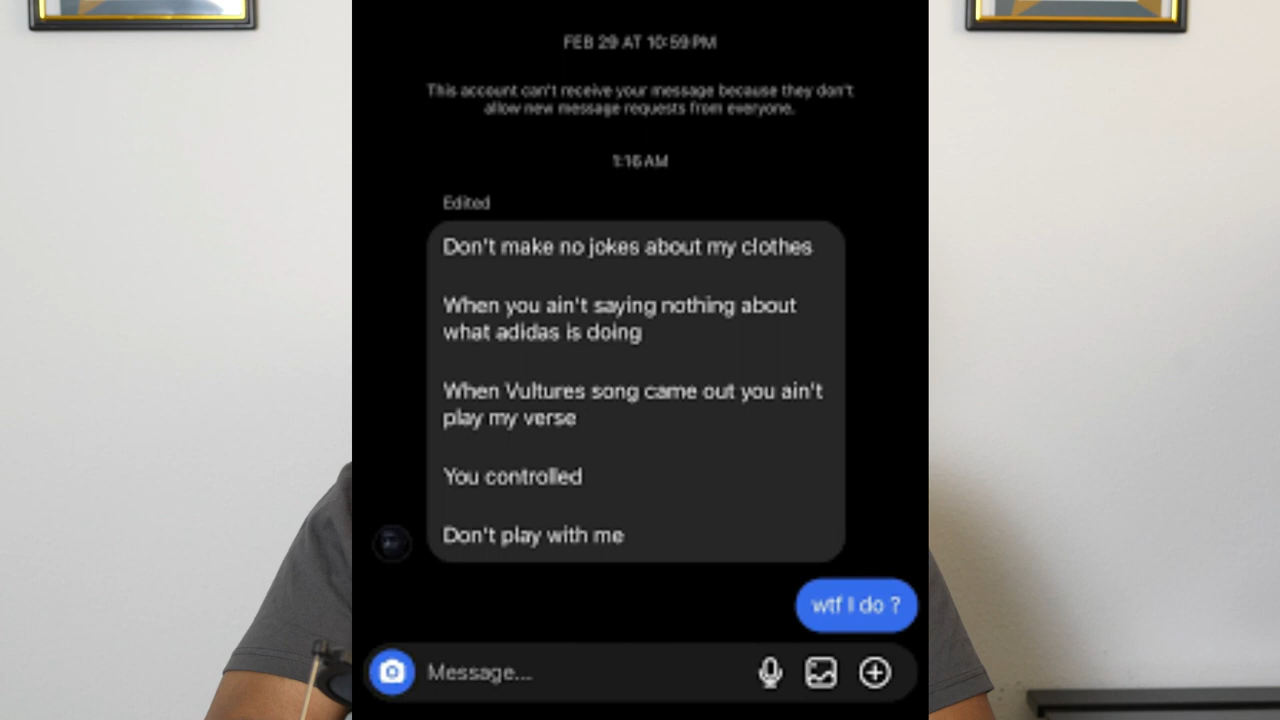 FEB 29 AT 10:59 PM
This account can't receive your message because they don't
allow new message requests from everyone.
1:16 AM
Edited
Don't make no jokes about my clothes
When you ain't saying nothing about
what adidas is doing
When Vultures song came out you ain't
play my verse
You controlled
Don't play with me
wtf I do ?
Message...